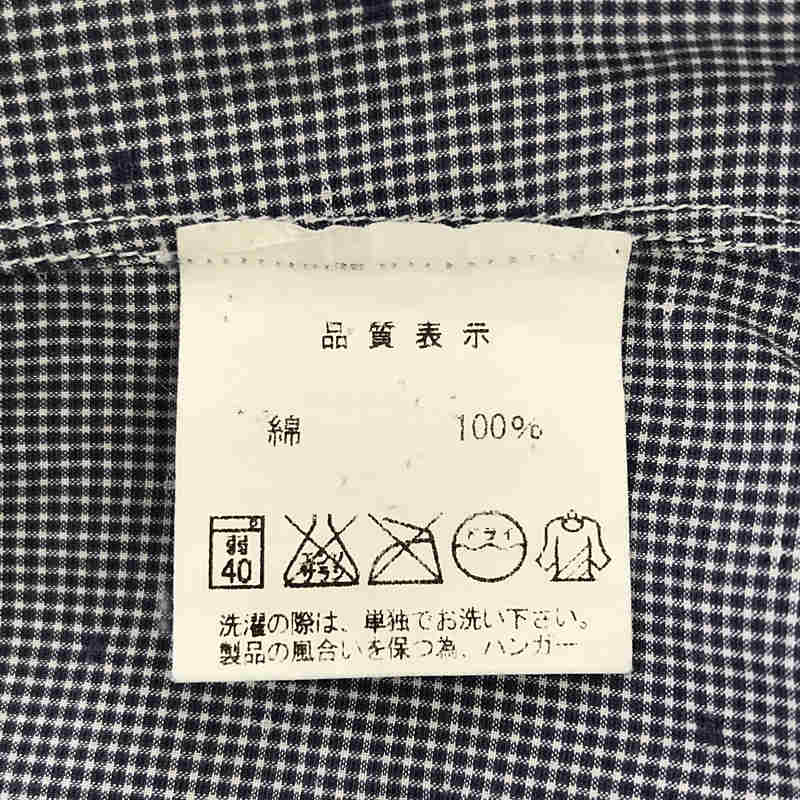 品質表示
綿 100%
弱 40 エンソ サラシ ドライ
洗濯の際は、単独でお洗い下さい。
製品の風合いを保つ為、ハンガー